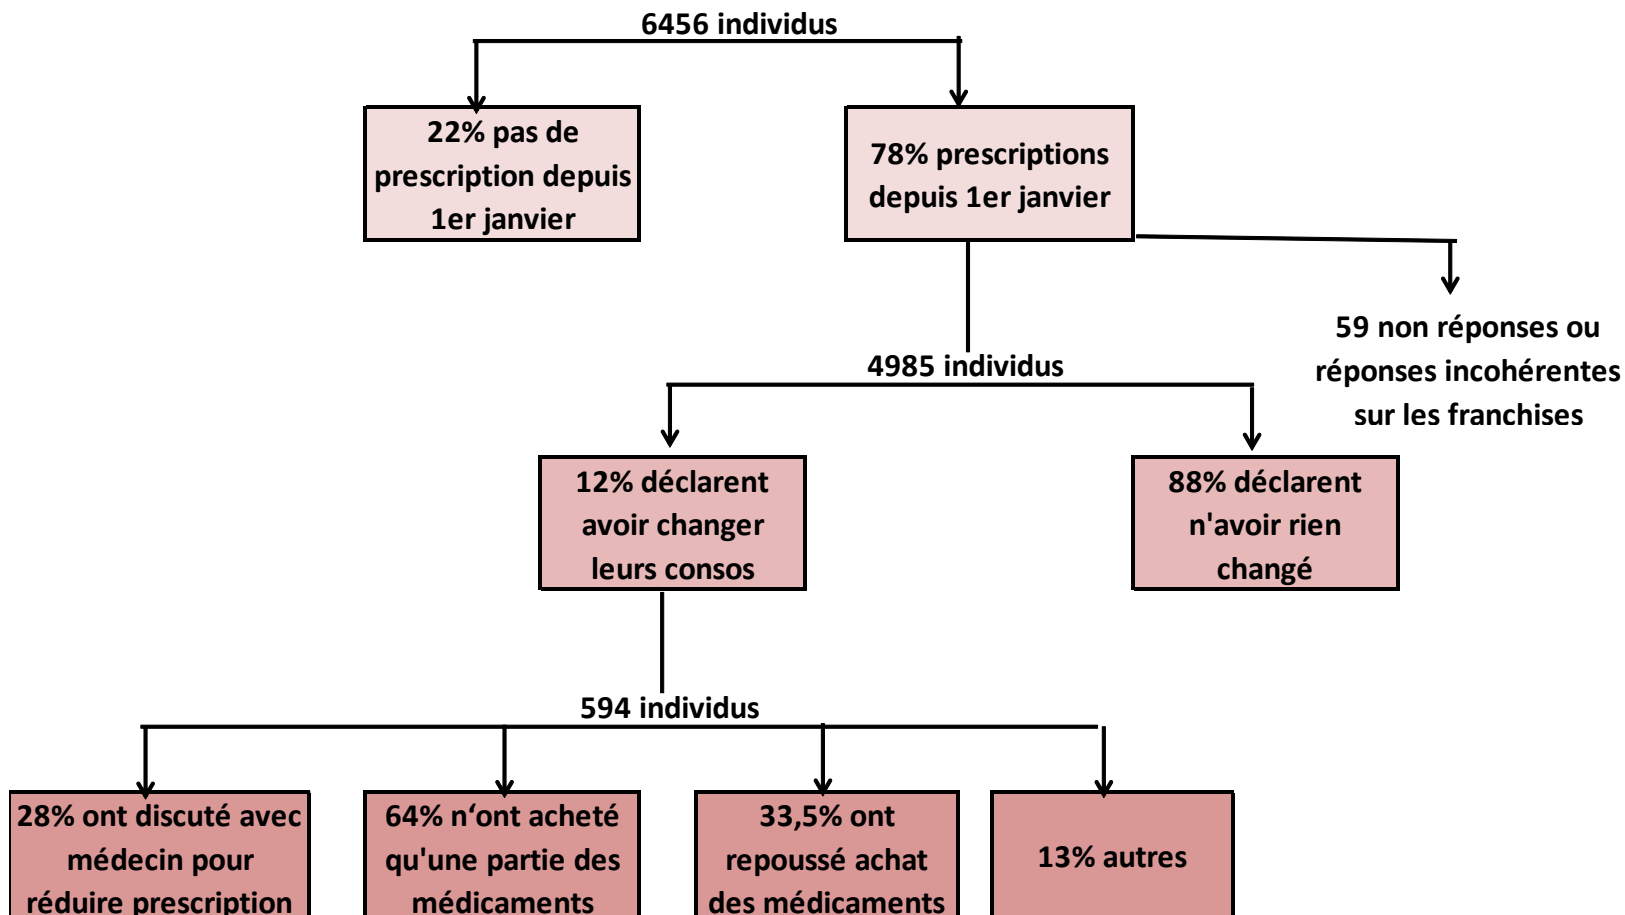 6456 individus
22% pas de
prescription depuis
1er janvier
78% prescriptions
depuis 1er janvier
59 non réponses ou
réponses incohérentes
sur les franchises
4985 individus
12% déclarent
avoir changer
leurs consos
88% déclarent
n'avoir rien
changé
594 individus
28% ont discuté avec
médecin pour
réduire prescription
64% n‘ont acheté
qu'une partie des
médicaments
33,5% ont
repoussé achat
des médicaments
13% autres